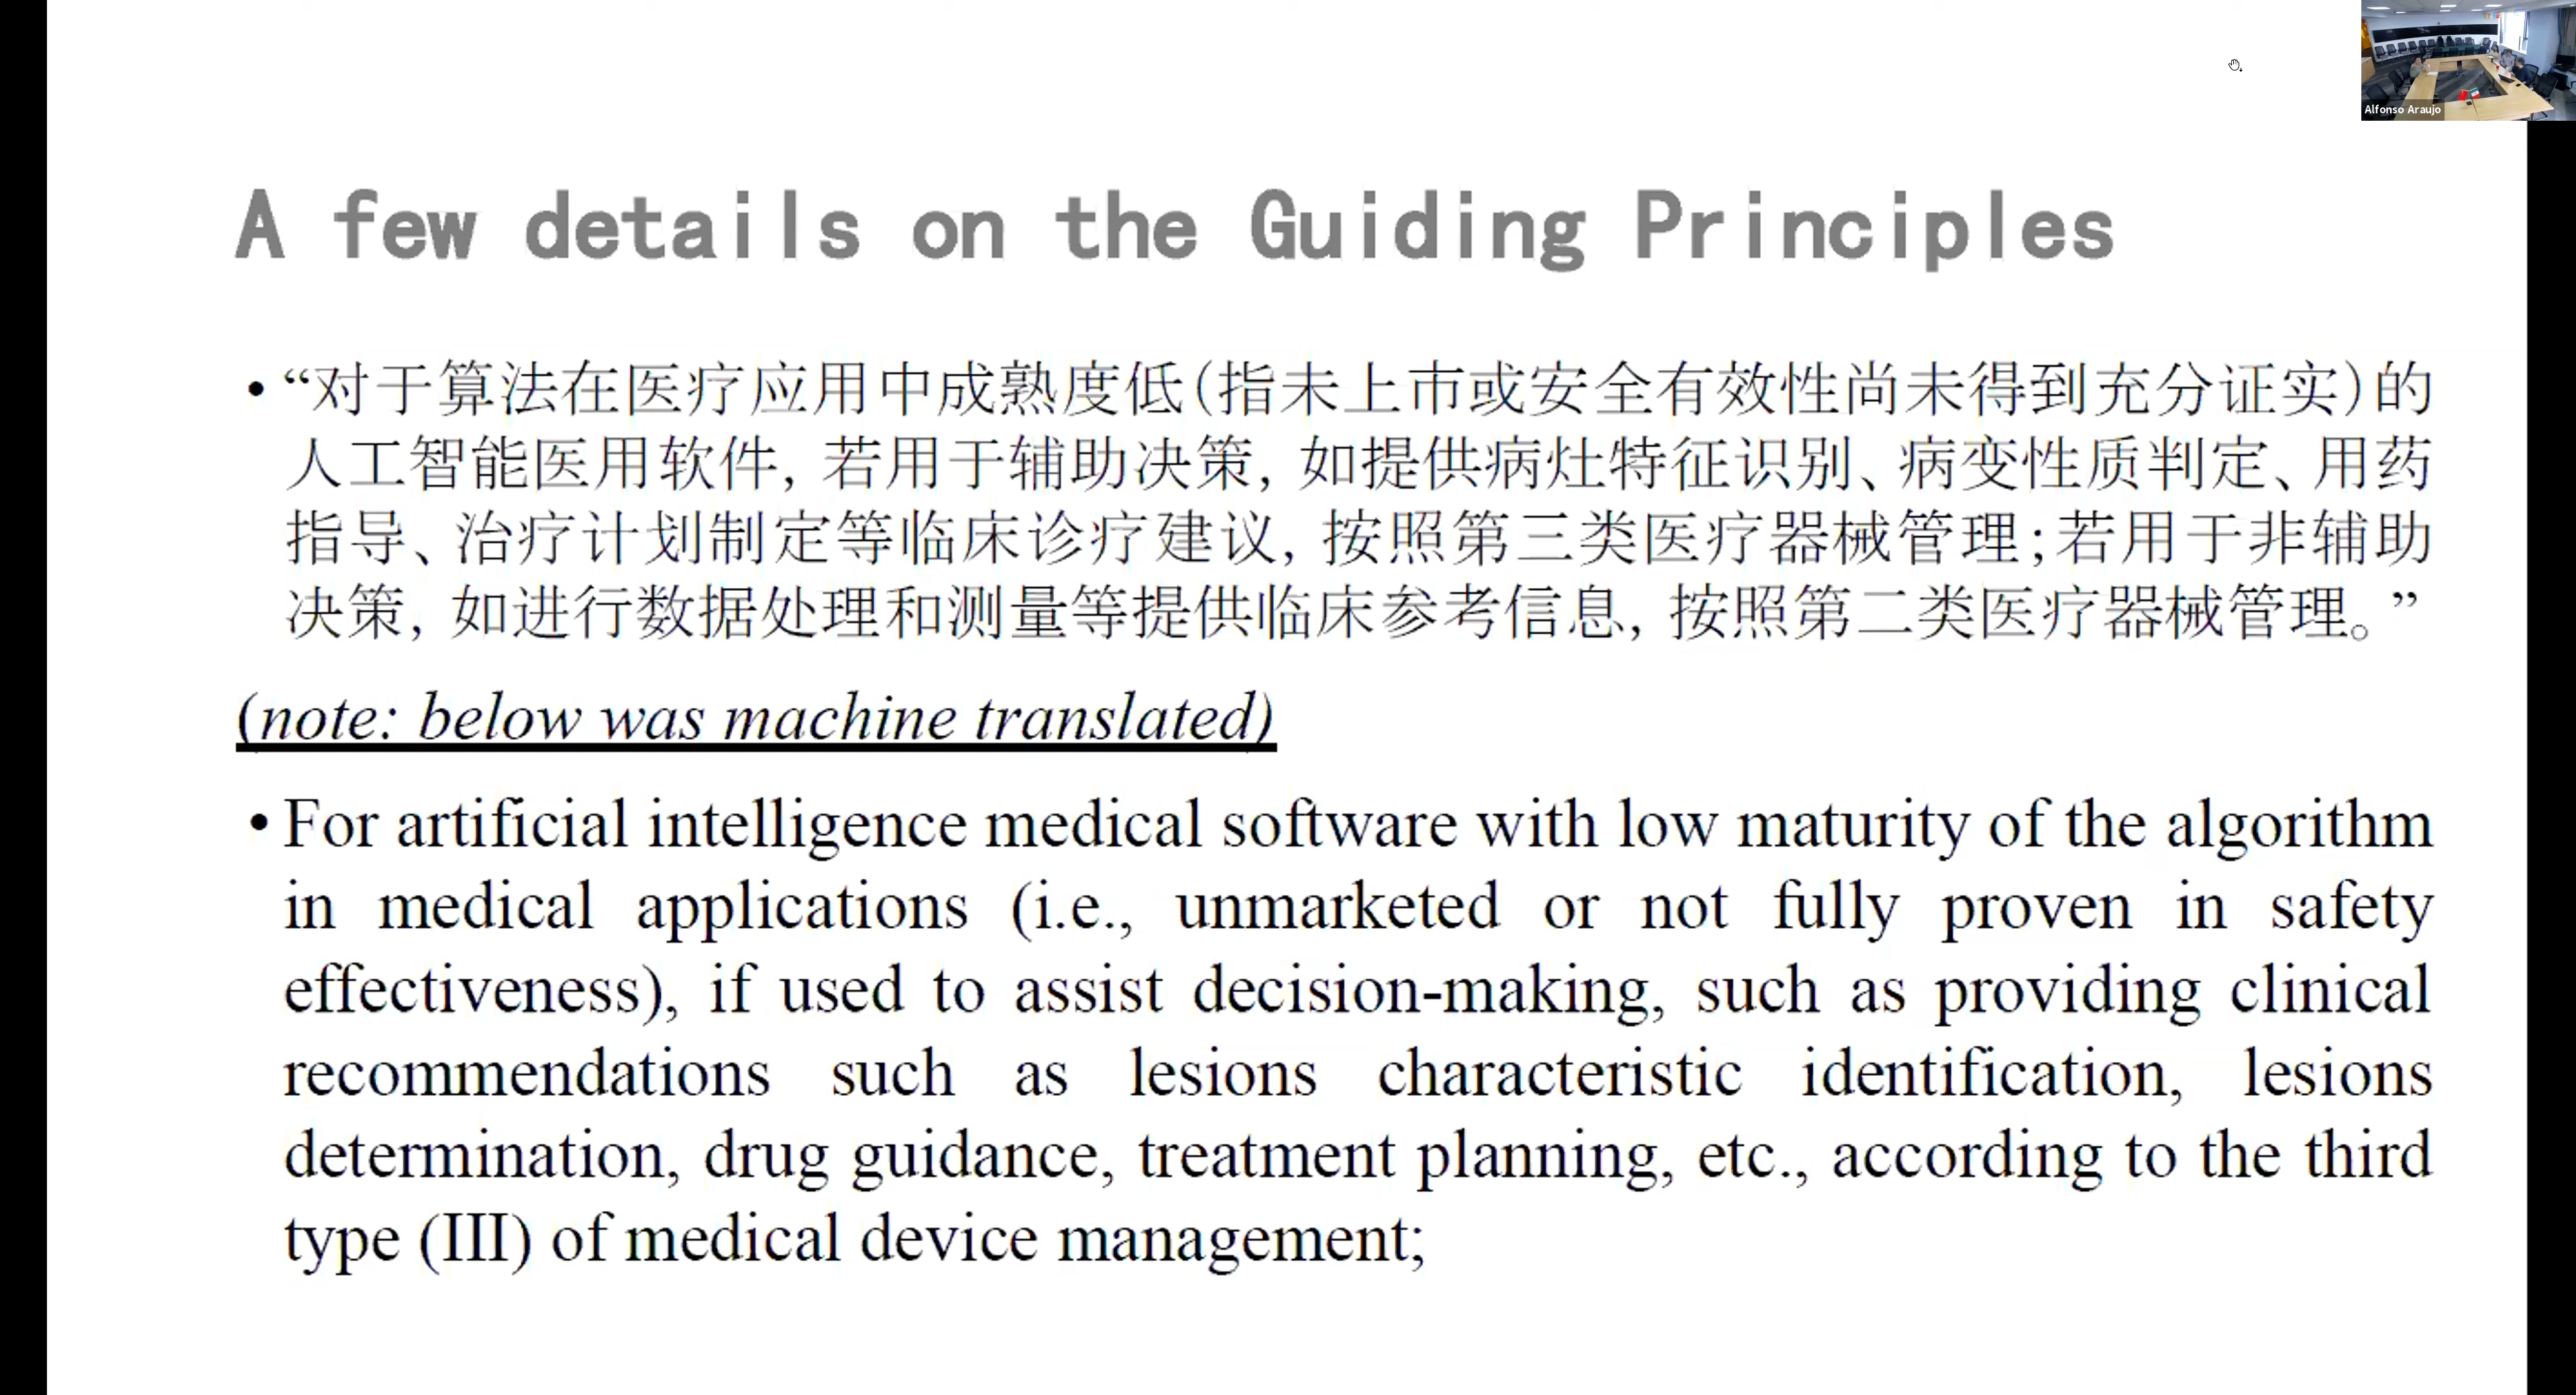 Alfonso Araujo
A few details on the Guiding Principles
• “对于算法在医疗应用中成熟度低(指未上市或安全有效性尚未得到充分证实)的
人工智能医用软件, 若用于辅助决策, 如提供病灶特征识别、病变性质判定、用药
指导、治疗计划制定等临床诊疗建议, 按照第三类医疗器械管理;若用于非辅助
决策, 如进行数据处理和测量等提供临床参考信息, 按照第二类医疗器械管理。”
(note: below was machine translated)
• For artificial intelligence medical software with low maturity of the algorithm
in medical applications (i.e., unmarketed or not fully proven in safety
effectiveness), if used to assist decision-making, such as providing clinical
recommendations such as lesions characteristic identification, lesions
determination, drug guidance, treatment planning, etc., according to the third
type (III) of medical device management;